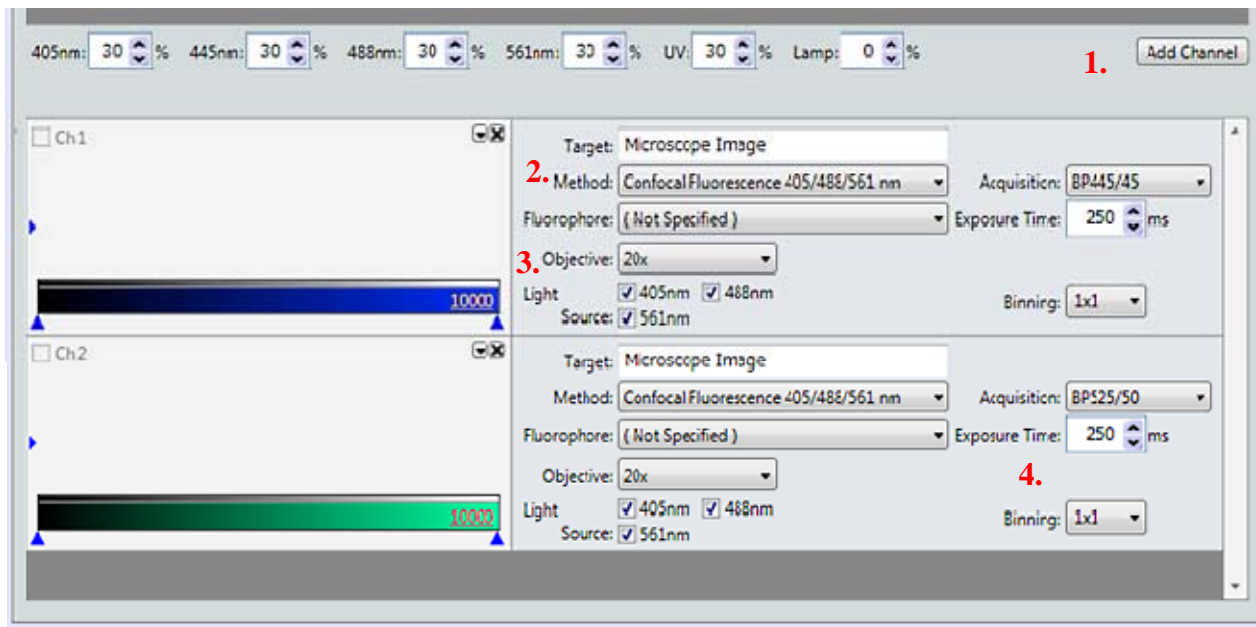 405nm: 30 % 445nm: 30 % 488nm: 30 % 561nm: 30 % UV: 30 % Lamp: 0 % 1. Add Channel
Ch1
10000
Target: Microscope Image
2. Method: Confocal Fluorescence 405/488/561 nm Acquisition: BP445/45
Fluorophore: ( Not Specified ) Exposure Time: 250 ms
3. Objective: 20x
Light 405nm 488nm Binning: 1x1
Source: 561nm
Ch2
10000
Target: Microscope Image
Method: Confocal Fluorescence 405/488/561 nm Acquisition: BP525/50
Fluorophore: ( Not Specified ) Exposure Time: 250 ms
Objective: 20x 4.
Light 405nm 488nm Binning: 1x1
Source: 561nm